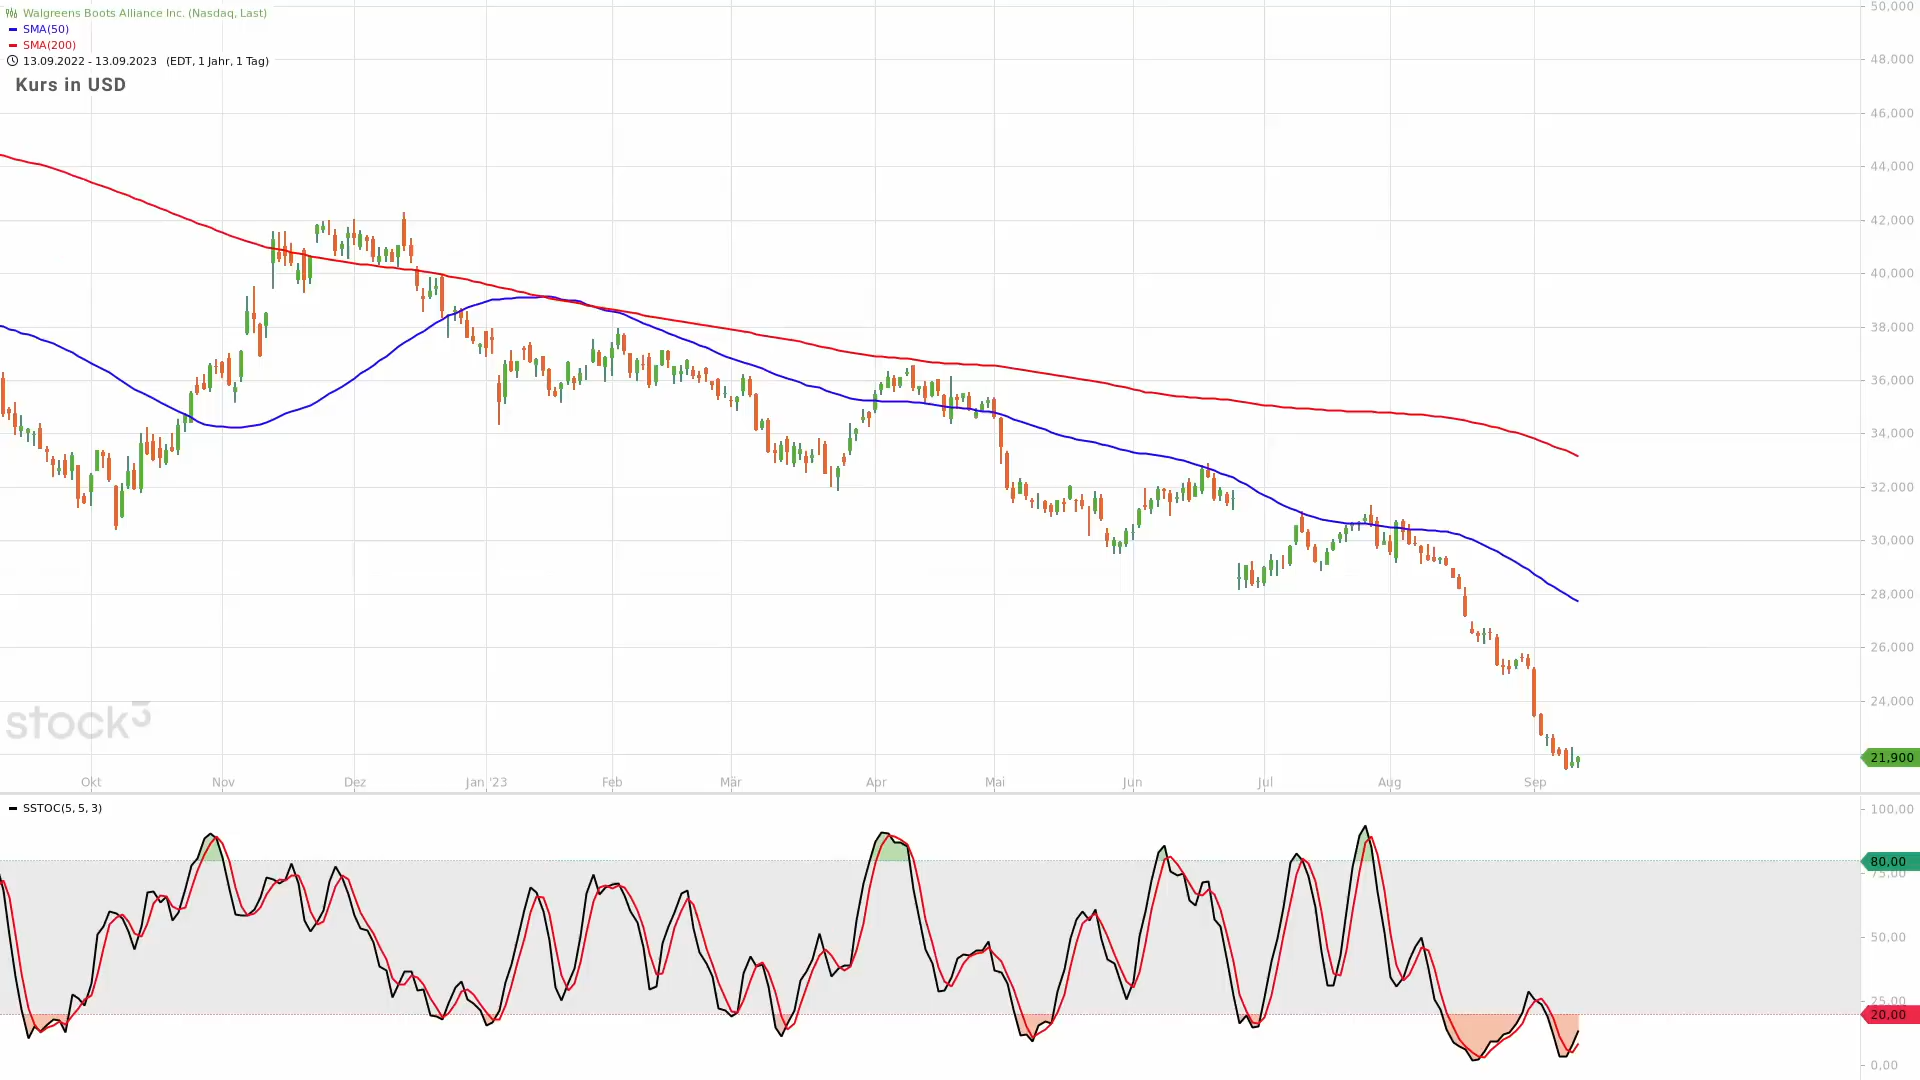 Walgreens Boots Alliance Inc. (Nasdaq, Last)
SMA(50)
SMA(200)
13.09.2022 - 13.09.2023 (EDT, 1 Jahr, 1 Tag)
Kurs in USD
50,000
48,000
46,000
44,000
42,000
40,000
38,000
36,000
34,000
32,000
30,000
28,000
26,000
24,000
21,900
stock3
Okt Nov Dez Jan '23 Feb Mär Apr Mai Jun Jul Aug Sep
SSTOC(5, 5, 3)
100,00
80,00
75,00
50,00
25,00
20,00
0,00